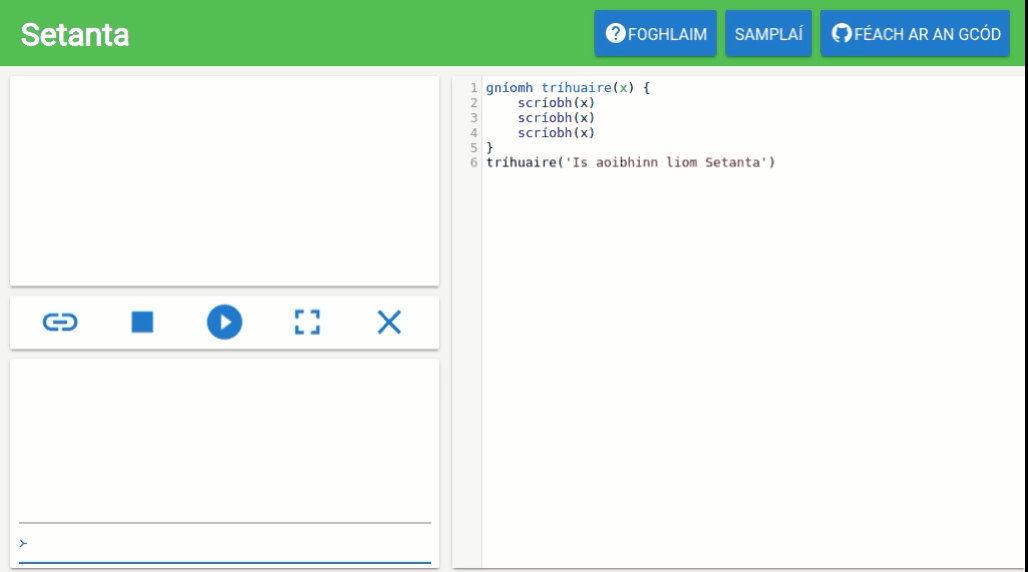 Setanta
FOGHLAIM
SAMPLAÍ
FÉACH AR AN GCÓD
1 gníomh tríhuaire(x) {
2     scríobh(x)
3     scríobh(x)
4     scríobh(x)
5 }
6 tríhuaire('Is aoibhinn liom Setanta')
>